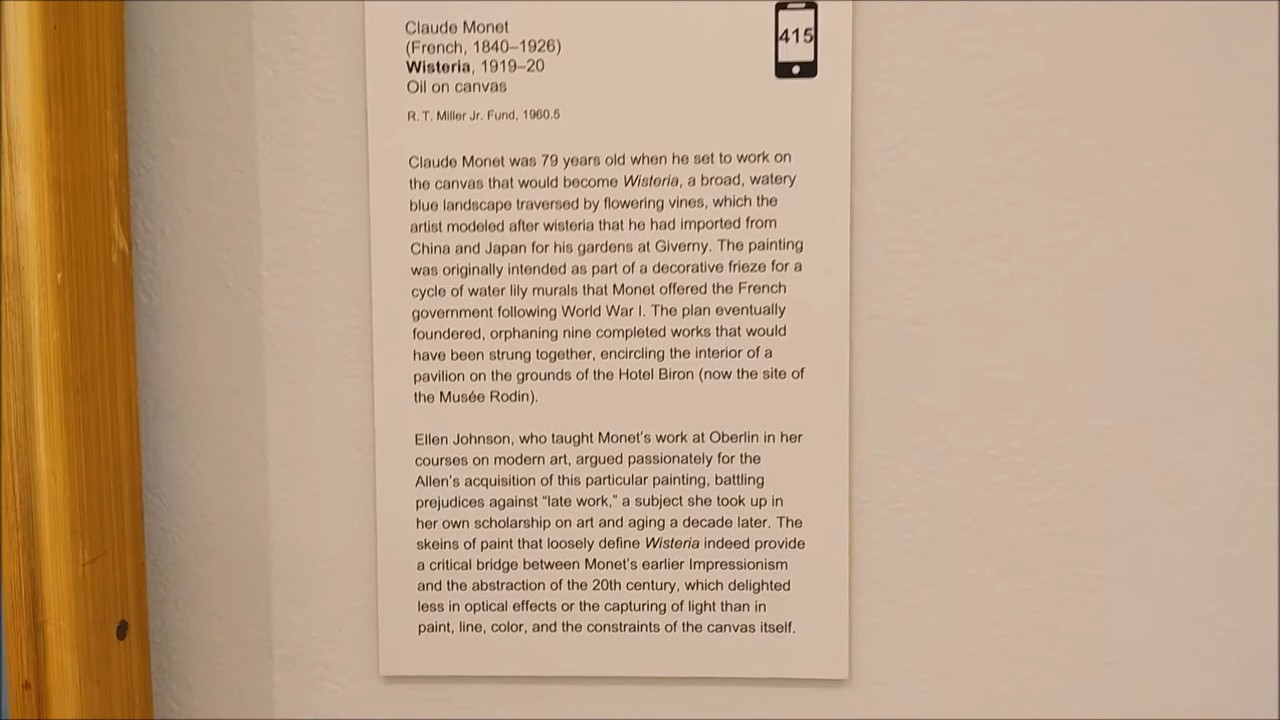 Claude Monet
(French, 1840–1926)
Wisteria, 1919–20
Oil on canvas
R. T. Miller Jr. Fund, 1960.5
415
Claude Monet was 79 years old when he set to work on
the canvas that would become Wisteria, a broad, watery
blue landscape traversed by flowering vines, which the
artist modeled after wisteria that he had imported from
China and Japan for his gardens at Giverny. The painting
was originally intended as part of a decorative frieze for a
cycle of water lily murals that Monet offered the French
government following World War I. The plan eventually
foundered, orphaning nine completed works that would
have been strung together, encircling the interior of a
pavilion on the grounds of the Hotel Biron (now the site of
the Musée Rodin).
Ellen Johnson, who taught Monet's work at Oberlin in her
courses on modern art, argued passionately for the
Allen's acquisition of this particular painting, battling
prejudices against “late work,” a subject she took up in
her own scholarship on art and aging a decade later. The
skeins of paint that loosely define Wisteria indeed provide
a critical bridge between Monet's earlier Impressionism
and the abstraction of the 20th century, which delighted
less in optical effects or the capturing of light than in
paint, line, color, and the constraints of the canvas itself.